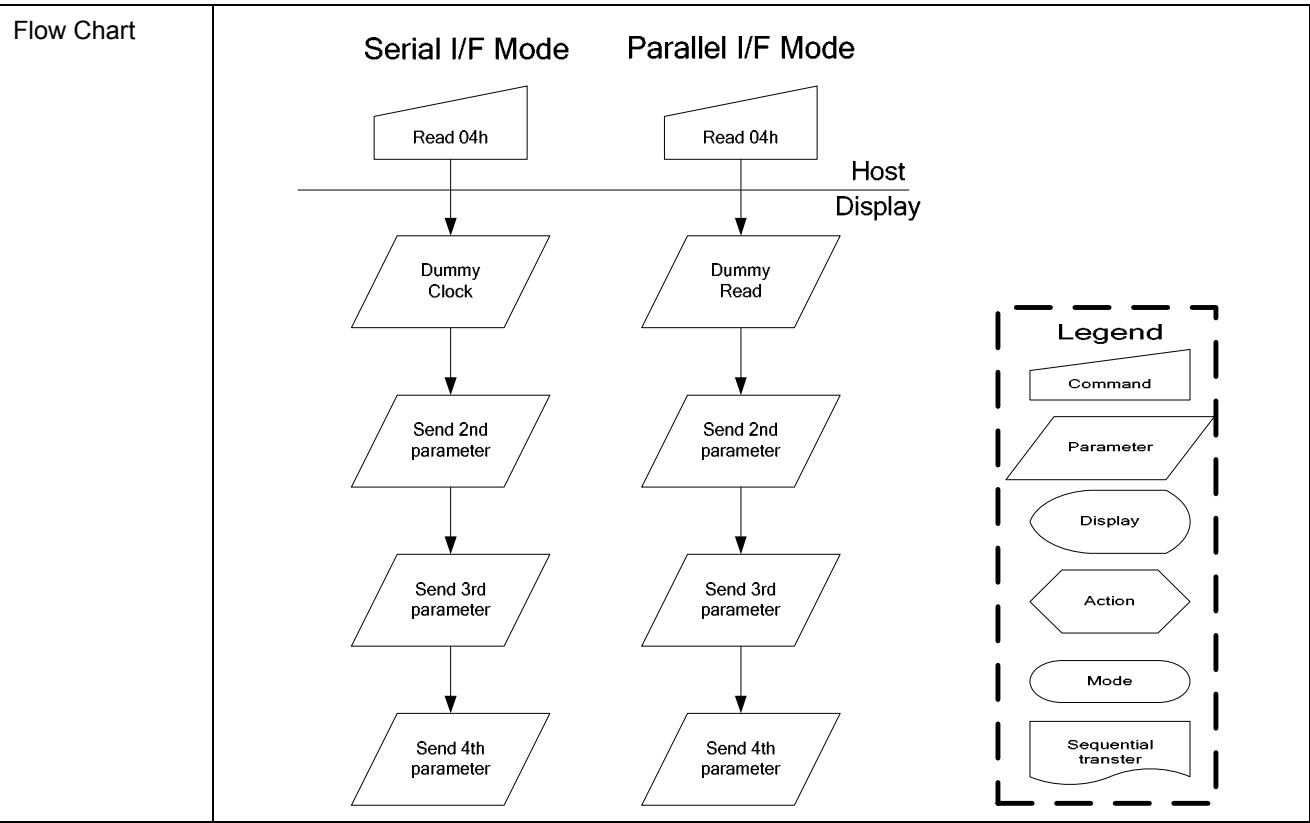 Flow Chart
Serial I/F Mode
Parallel I/F Mode
Read 04h
Read 04h
Host
Display
Dummy
Clock
Dummy
Read
Send 2nd
parameter
Send 2nd
parameter
Send 3rd
parameter
Send 3rd
parameter
Send 4th
parameter
Send 4th
parameter
Legend
Command
Parameter
Display
Action
Mode
Sequential
transter